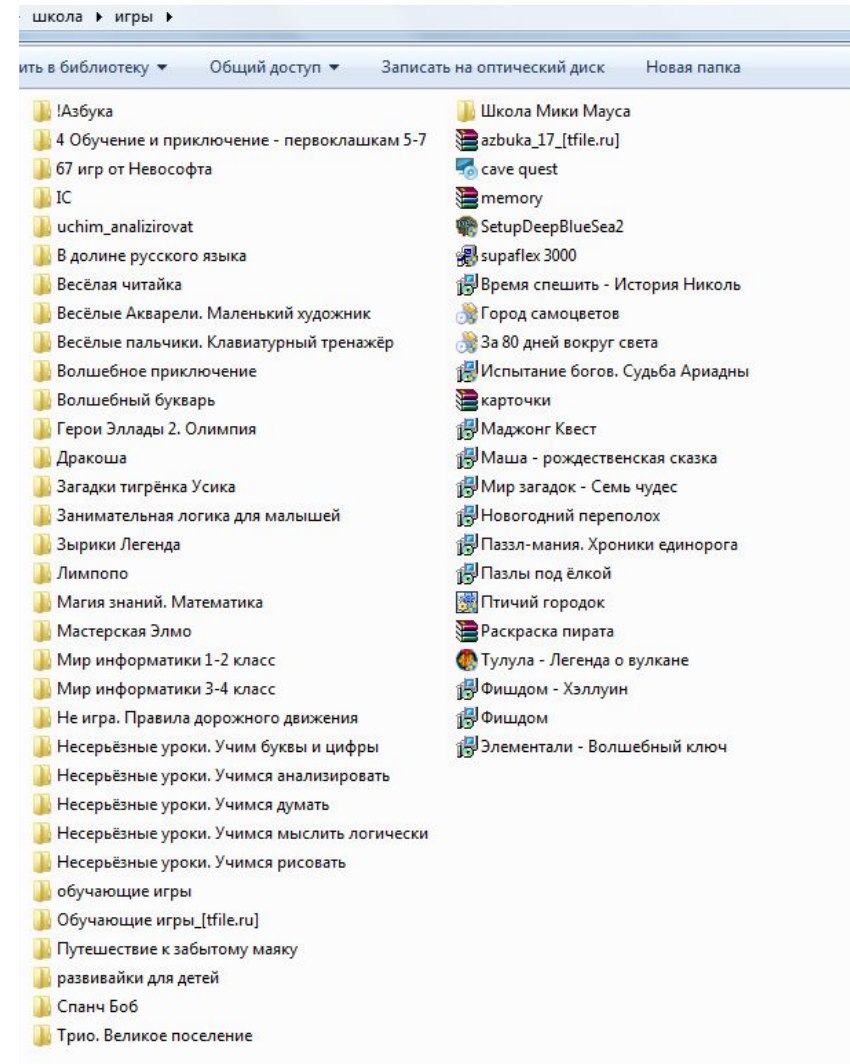 школа ▸ игры ▸
ить в библиотеку ▾ Общий доступ ▾ Записать на оптический диск Новая папка
!Азбука
4 Обучение и приключение - первоклашкам 5-7
67 игр от Невософта
IC
uchim_analizirovat
В долине русского языка
Весёлая читайка
Весёлые Акварели. Маленький художник
Весёлые пальчики. Клавиатурный тренажёр
Волшебное приключение
Волшебный букварь
Герои Эллады 2. Олимпия
Дракоша
Загадки тигрёнка Усика
Занимательная логика для малышей
Зырики Легенда
Лимпопо
Магия знаний. Математика
Мастерская Элмо
Мир информатики 1-2 класс
Мир информатики 3-4 класс
Не игра. Правила дорожного движения
Несерьёзные уроки. Учим буквы и цифры
Несерьёзные уроки. Учимся анализировать
Несерьёзные уроки. Учимся думать
Несерьёзные уроки. Учимся мыслить логически
Несерьёзные уроки. Учимся рисовать
обучающие игры
Обучающие игры_[tfile.ru]
Путешествие к забытому маяку
развивайки для детей
Спанч Боб
Трио. Великое поселение
Школа Мики Мауса
azbuka_17_[tfile.ru]
cave quest
memory
SetupDeepBlueSea2
supaflex 3000
Время спешить - История Николь
Город самоцветов
За 80 дней вокруг света
Испытание богов. Судьба Ариадны
карточки
Маджонг Квест
Маша - рождественская сказка
Мир загадок - Семь чудес
Новогодний переполох
Паззл-мания. Хроники единорога
Пазлы под ёлкой
Птичий городок
Раскраска пирата
Тулула - Легенда о вулкане
Фишдом - Хэллуин
Фишдом
Элементали - Волшебный ключ